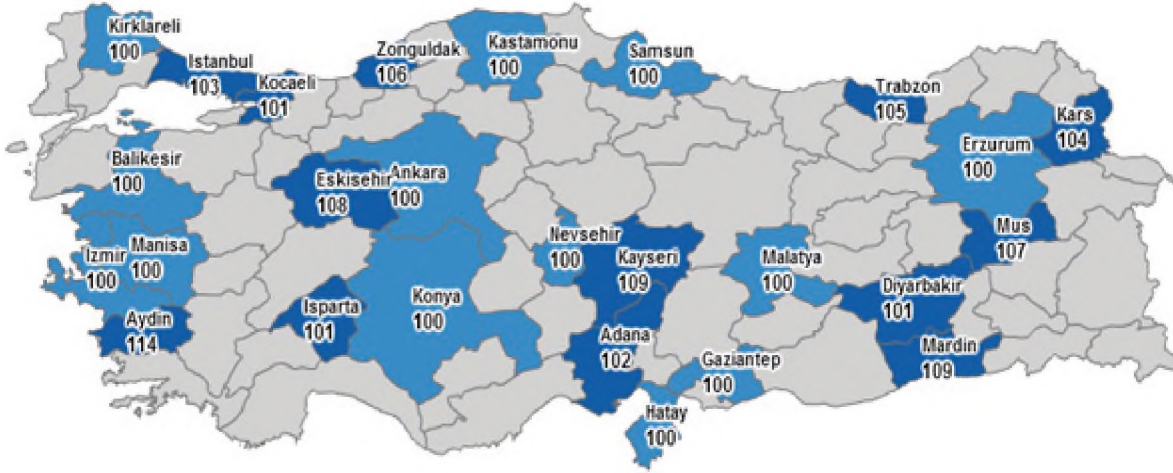 Kirklareli
100
Istanbul
103
Kocaeli
101
Zonguldak
106
Kastamonu
100
Samsun
100
Trabzon
105
Kars
104
Erzurum
100
Balikesir
100
Eskisehir
108
Ankara
100
Mus
107
Izmir
100
Manisa
100
Nevsehir
100
Kayseri
109
Malatya
100
Diyarbakir
101
Aydin
114
Isparta
101
Konya
100
Adana
102
Gaziantep
100
Mardin
109
Hatay
100